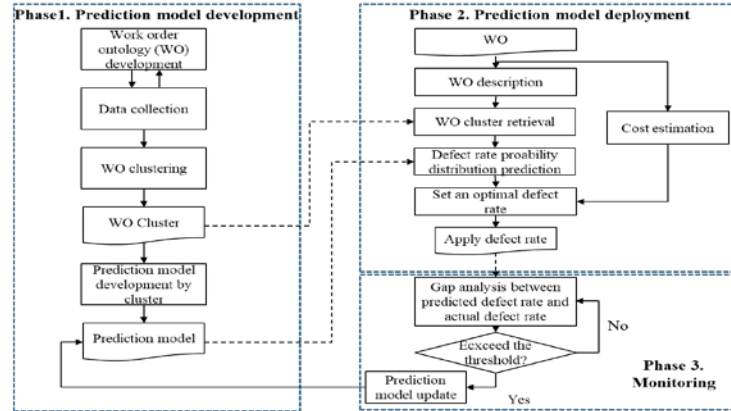 Phase1. Prediction model development
Work order
ontology (WO)
development
Data collection
WO clustering
WO Cluster
Prediction model
development by
cluster
Prediction model
Phase 2. Prediction model deployment
WO
WO description
WO cluster retrieval
Cost estimation
Defect rate proability
distribution prediction
Set an optimal defect
rate
Apply defect rate
Gap analysis between
predicted defect rate and
actual defect rate
No
Ecxceed the
threshold?
Phase 3.
Monitoring
Prediction
model update
Yes